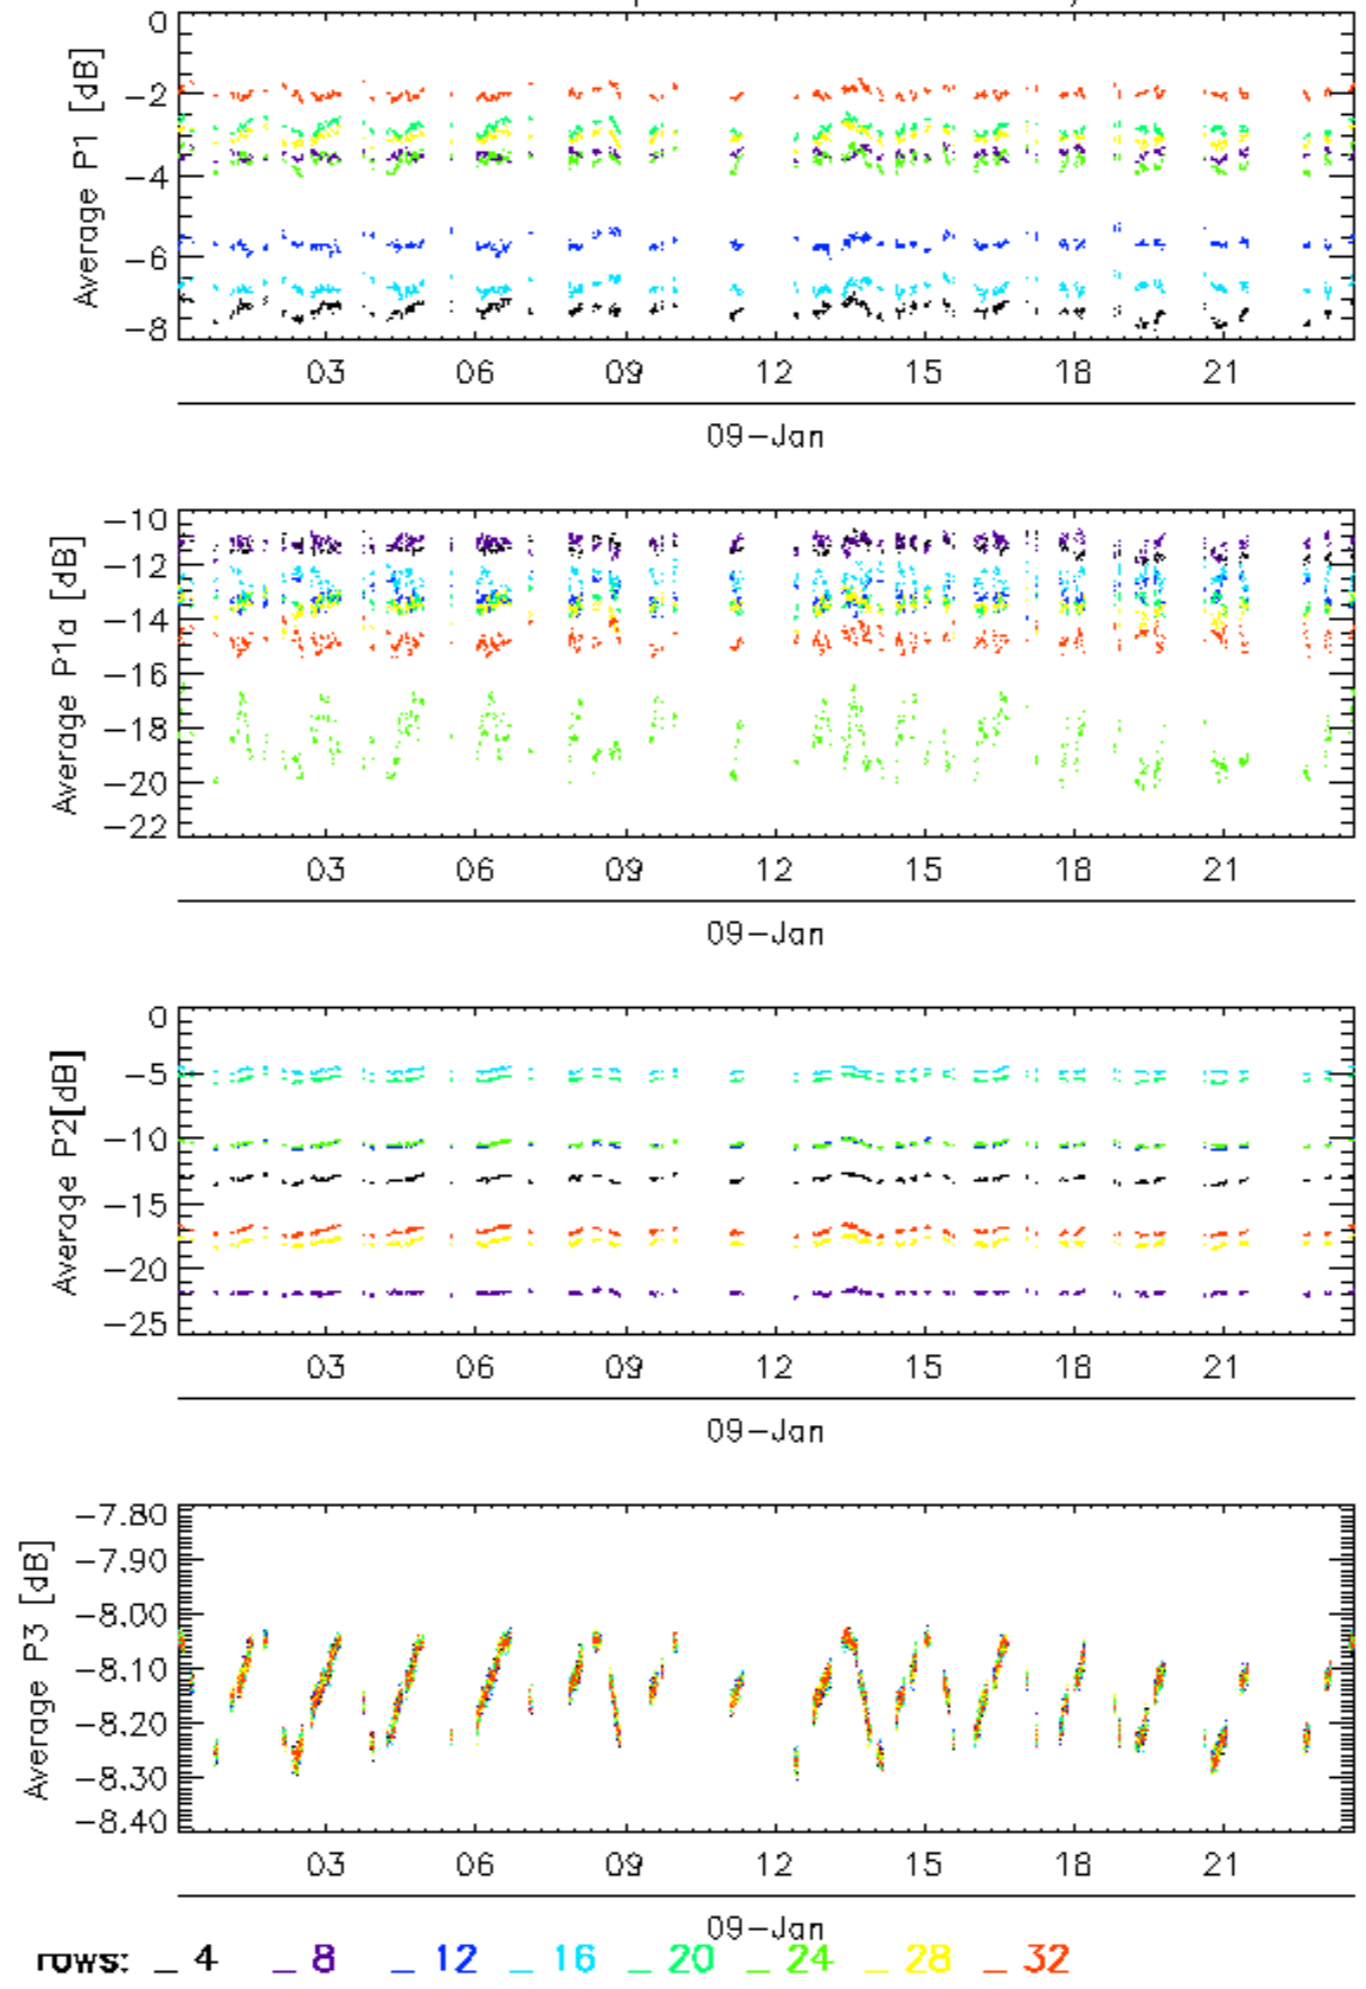 0
-2
-4
-6
-8
Average P1 [dB]
03 06 09 12 15 18 21
09-Jan
-10
-12
-14
-16
-18
-20
-22
Average P1a [dB]
03 06 09 12 15 18 21
09-Jan
0
-5
-10
-15
-20
-25
Average P2[dB]
03 06 09 12 15 18 21
09-Jan
-7.80
-7.90
-8.00
-8.10
-8.20
-8.30
-8.40
Average P3 [dB]
03 06 09 12 15 18 21
09-Jan
rows: _ 4 _ 8 _ 12 _ 16 _ 20 _ 24 _ 28 _ 32